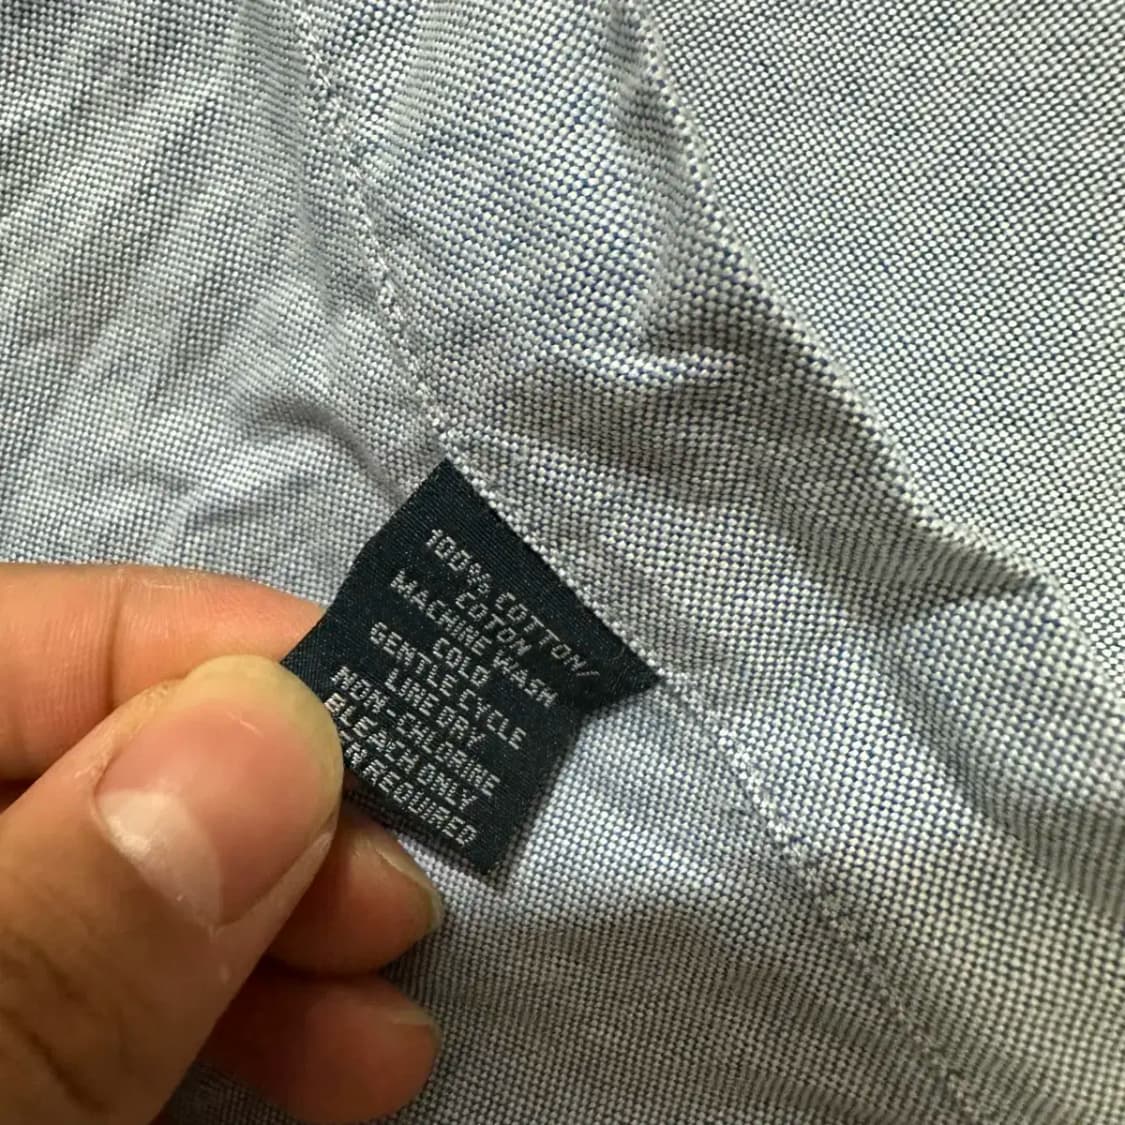 100% COTTON/
COTON
MACHINE WASH
COLD
GENTLE CYCLE
LINE DRY
NON-CHLORINE
BLEACH ONLY
REQUIRED